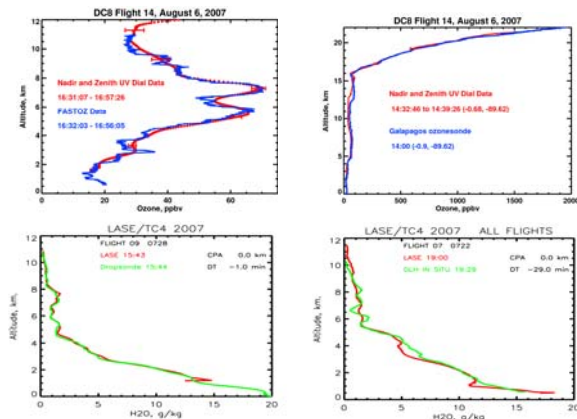 DC8 Flight 14, August 6, 2007
12
10
8
6
4
2
0
Altitude, km
Nadir and Zenith UV Dial Data
16:31:07 - 16:57:26
FASTOZ Data
16:32:03 - 16:56:05
0 20 40 60
Ozone, ppbv
DC8 Flight 14, August 6, 2007
20
15
10
5
0
Altitude, km
Nadir and Zenith UV Dial Data
14:32:46 to 14:39:26 (-0.68, -89.62)
Galapagos ozonesonde
14:00 (-0.9, -89.62)
0 500 1000 1500 2000
Ozone, ppbv
LASE/TC4 2007
12
10
8
6
4
2
0
Altitude, km,
FLIGHT 09 0728
LASE 15:43 CPA 0.0 km
Dropsonde 15:44 DT -1.0 min
0 5 10 15 20
H2O, g/kg
LASE/TC4 2007 ALL FLIGHTS
12
10
8
6
4
2
0
Altitude, km,
FLIGHT 07 0722
LASE 19:00 CPA 0.0 km
DLH IN SITU 19:29 DT -29.0 min
0 5 10 15 20
H2O, g/kg